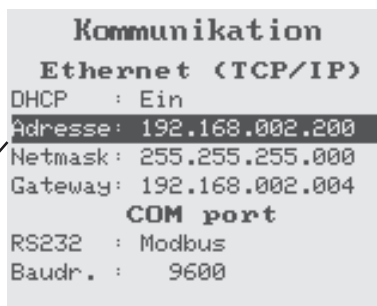 Kommunikation
Ethernet (TCP/IP)
DHCP : Ein
Adresse: 192.168.002.200
Netmask: 255.255.255.000
Gateway: 192.168.002.004
COM port
RS232 : Modbus
Baudr. : 9600